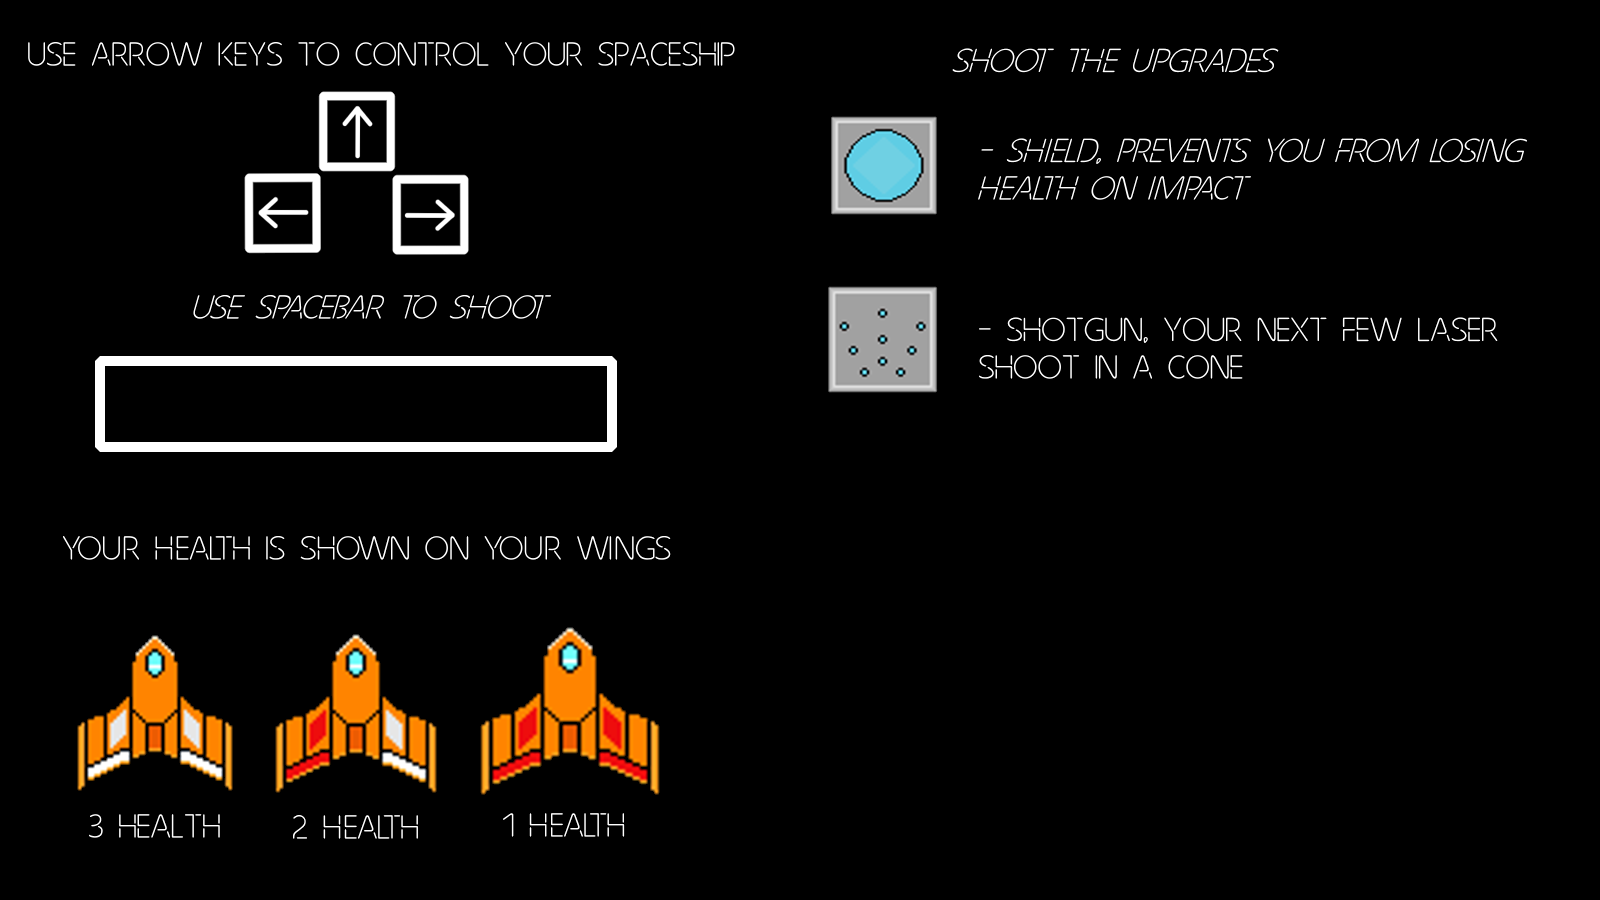 USE ARROW KEYS TO CONTROL YOUR SPACESHIP
USE SPACEBAR TO SHOOT
YOUR HEALTH IS SHOWN ON YOUR WINGS
3 HEALTH
2 HEALTH
1 HEALTH
SHOOT THE UPGRADES
- SHIELD, PREVENTS YOU FROM LOSING
HEALTH ON IMPACT
- SHOTGUN, YOUR NEXT FEW LASER
SHOOT IN A CONE